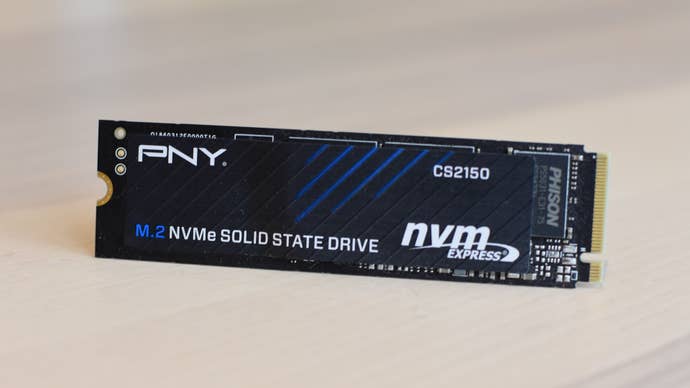 PNY
CS2150
M.2 NVMe SOLID STATE DRIVE
nvm
EXPRESS
PHISON